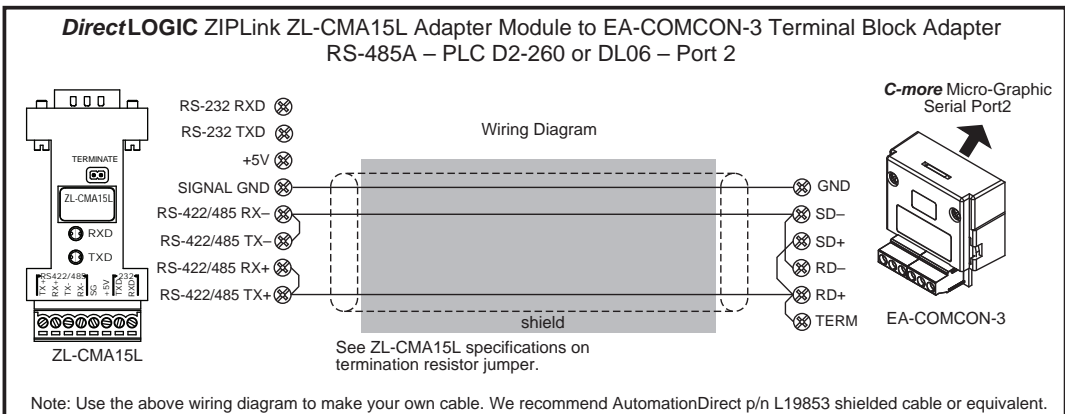 DirectLOGIC ZIPLink ZL-CMA15L Adapter Module to EA-COMCON-3 Terminal Block Adapter
RS-485A – PLC D2-260 or DL06 – Port 2
C-more Micro-Graphic
Serial Port2
RS-232 RXD
RS-232 TXD
+5V
SIGNAL GND
RS-422/485 RX–
RS-422/485 TX–
RS-422/485 RX+
RS-422/485 TX+
Wiring Diagram
TERMINATE
ZL-CMA15L
RXD
TXD
RS422/485
232
TX+
RX+
TX-
RX-
SG
+5V
TXD
RXD
ZL-CMA15L
GND
SD–
SD+
RD–
RD+
TERM
EA-COMCON-3
shield
See ZL-CMA15L specifications on
termination resistor jumper.
Note: Use the above wiring diagram to make your own cable. We recommend AutomationDirect p/n L19853 shielded cable or equivalent.